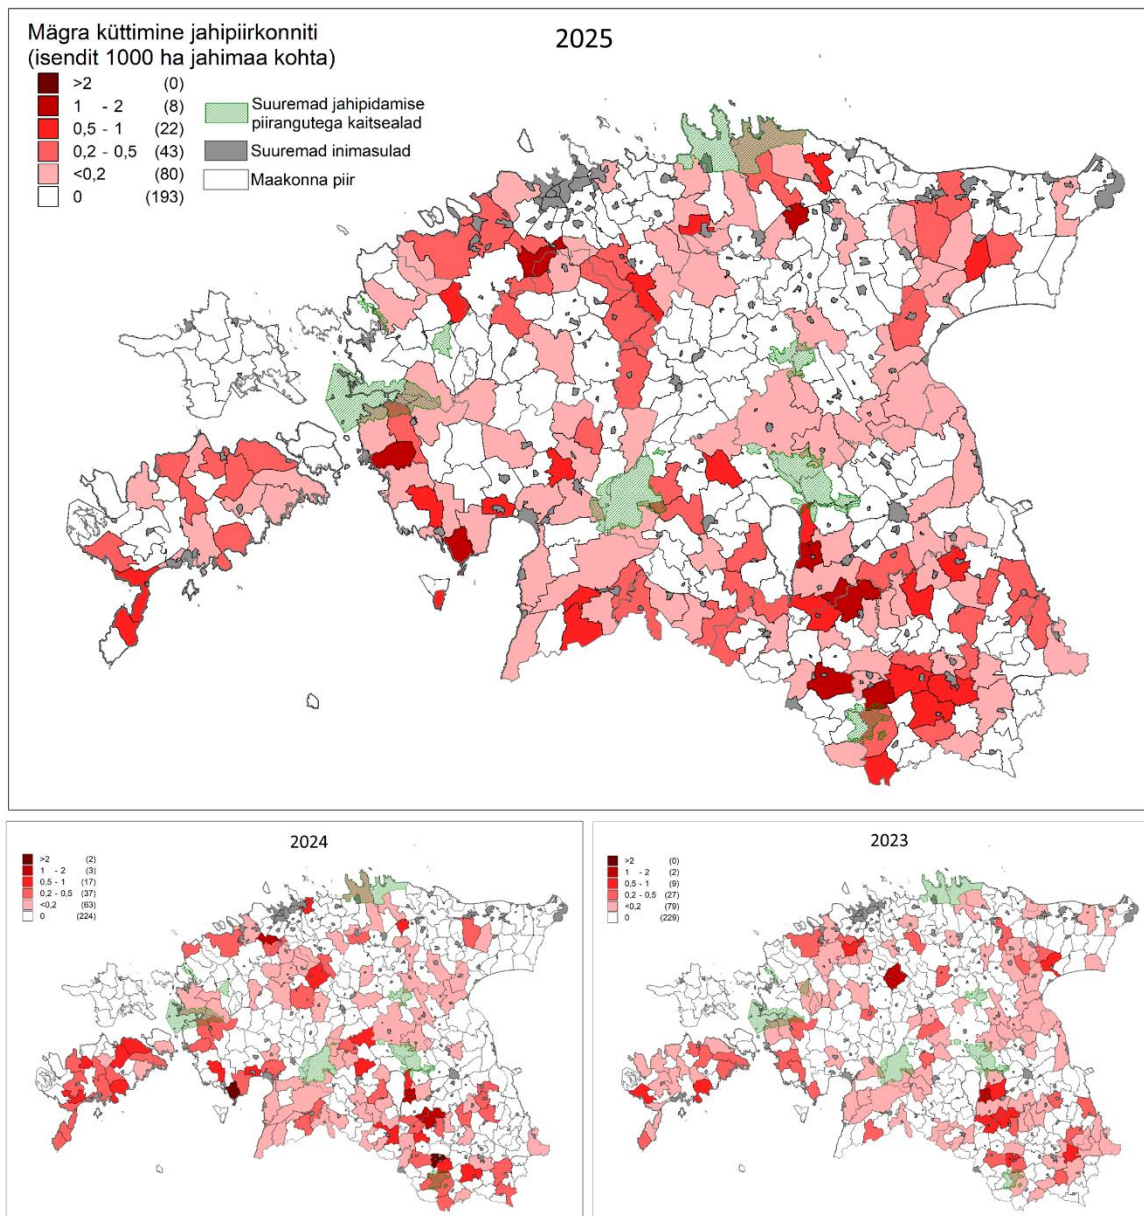 Mägra küttimine jahipiirkonniti
(isendit 1000 ha jahimaa kohta)
2025
>2 (0)
1 - 2 (8)
0,5 - 1 (22)
0,2 - 0,5 (43)
<0,2 (80)
0 (193)
Suuremad jahipidamise
piirangutega kaitsealad
Suuremad inimasulad
Maakonna piir
2024
>2 (2)
1 - 2 (3)
0,5 - 1 (17)
0,2 - 0,5 (37)
<0,2 (63)
0 (224)
2023
>2 (0)
1 - 2 (2)
0,5 - 1 (9)
0,2 - 0,5 (27)
<0,2 (79)
0 (229)